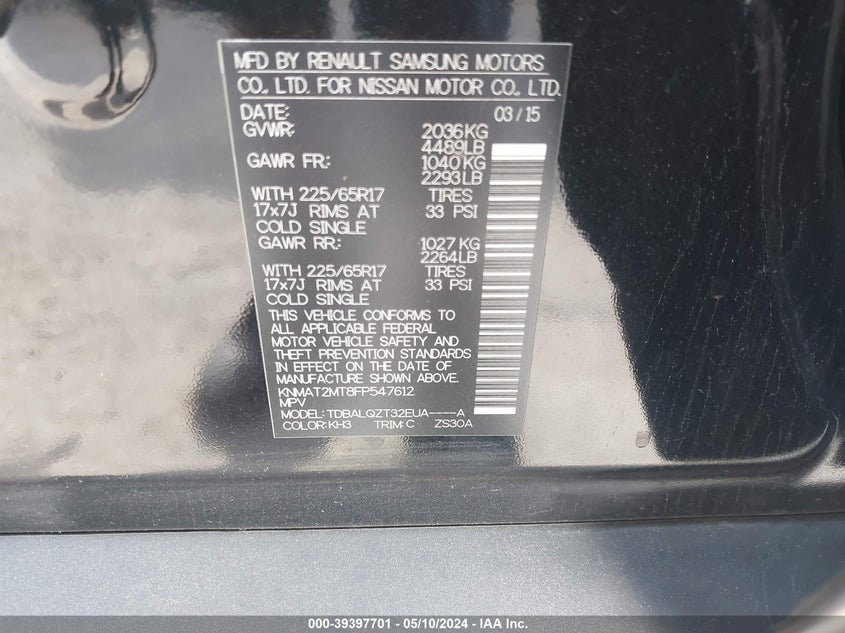 MFD BY RENAULT SAMSUNG MOTORS
CO., LTD. FOR NISSAN MOTOR CO., LTD.
DATE: 03/15
GVWR: 2036KG
4489LB
GAWR FR: 1040KG
2293LB
WITH 225/65R17 TIRES
17x7J RIMS AT 33 PSI
COLD SINGLE
GAWR RR: 1027KG
2264LB
WITH 225/65R17 TIRES
17x7J RIMS AT 33 PSI
COLD SINGLE
THIS VEHICLE CONFORMS TO
ALL APPLICABLE FEDERAL
MOTOR VEHICLE SAFETY AND
THEFT PREVENTION STANDARDS
IN EFFECT ON THE DATE OF
MANUFACTURE SHOWN ABOVE.
KNMAT2MT8FP547612
MPV
MODEL: TDBALQZT32EUA----A
COLOR: KH3 TRIM: C ZS30A
000-39397701 - 05/10/2024 - IAA Inc.